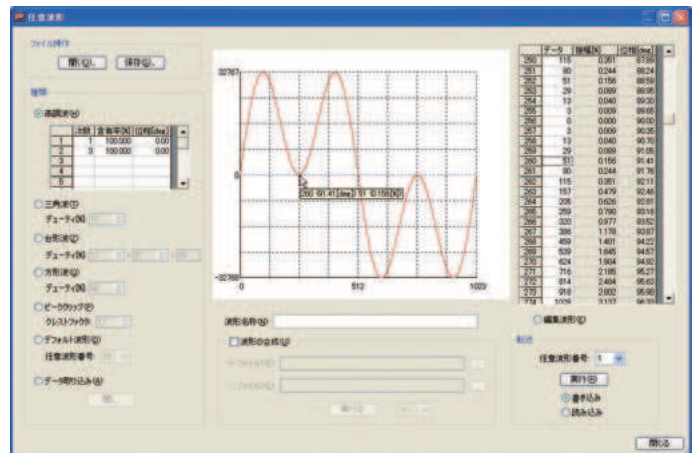 任意波形
ファイル操作
開く(O)... 保存(S)...
種類
高調波(H)
次数 含有率[%] 位相[deg]
1 1 100.000 0.00
2 3 100.000 0.00
3
4
5
三角波(T)
デューティ[%]
台形波(Z)
デューティ[%]
方形波(Q)
デューティ[%]
ピーククリップ(P)
クレストファクタ
デフォルト波形(D)
任意波形番号
データ取り込み(A)
32767
0
-32768
0 512 1023
260 (91.41[deg]) 51 (0.156[%])
波形名称(N)
波形の合成(U)
データ 振幅[%] 位相[deg]
250 115 0.351 87.89
251 80 0.244 88.24
252 51 0.156 88.59
253 29 0.089 88.95
254 13 0.040 89.30
255 3 0.009 89.65
256 0 0.000 90.00
257 3 0.009 90.35
258 13 0.040 90.70
259 29 0.089 91.05
260 51 0.156 91.41
261 80 0.244 91.76
262 115 0.351 92.11
263 157 0.479 92.46
264 205 0.626 92.81
265 259 0.790 93.16
266 320 0.977 93.52
267 386 1.178 93.87
268 459 1.401 94.22
269 539 1.645 94.57
270 624 1.904 94.92
271 716 2.185 95.27
272 814 2.484 95.63
273 918 2.802 95.98
274 1028 3.137 96.33
編集波形(E)
転送
任意波形番号 1
実行(B)
書き込み
読み込み
閉じる